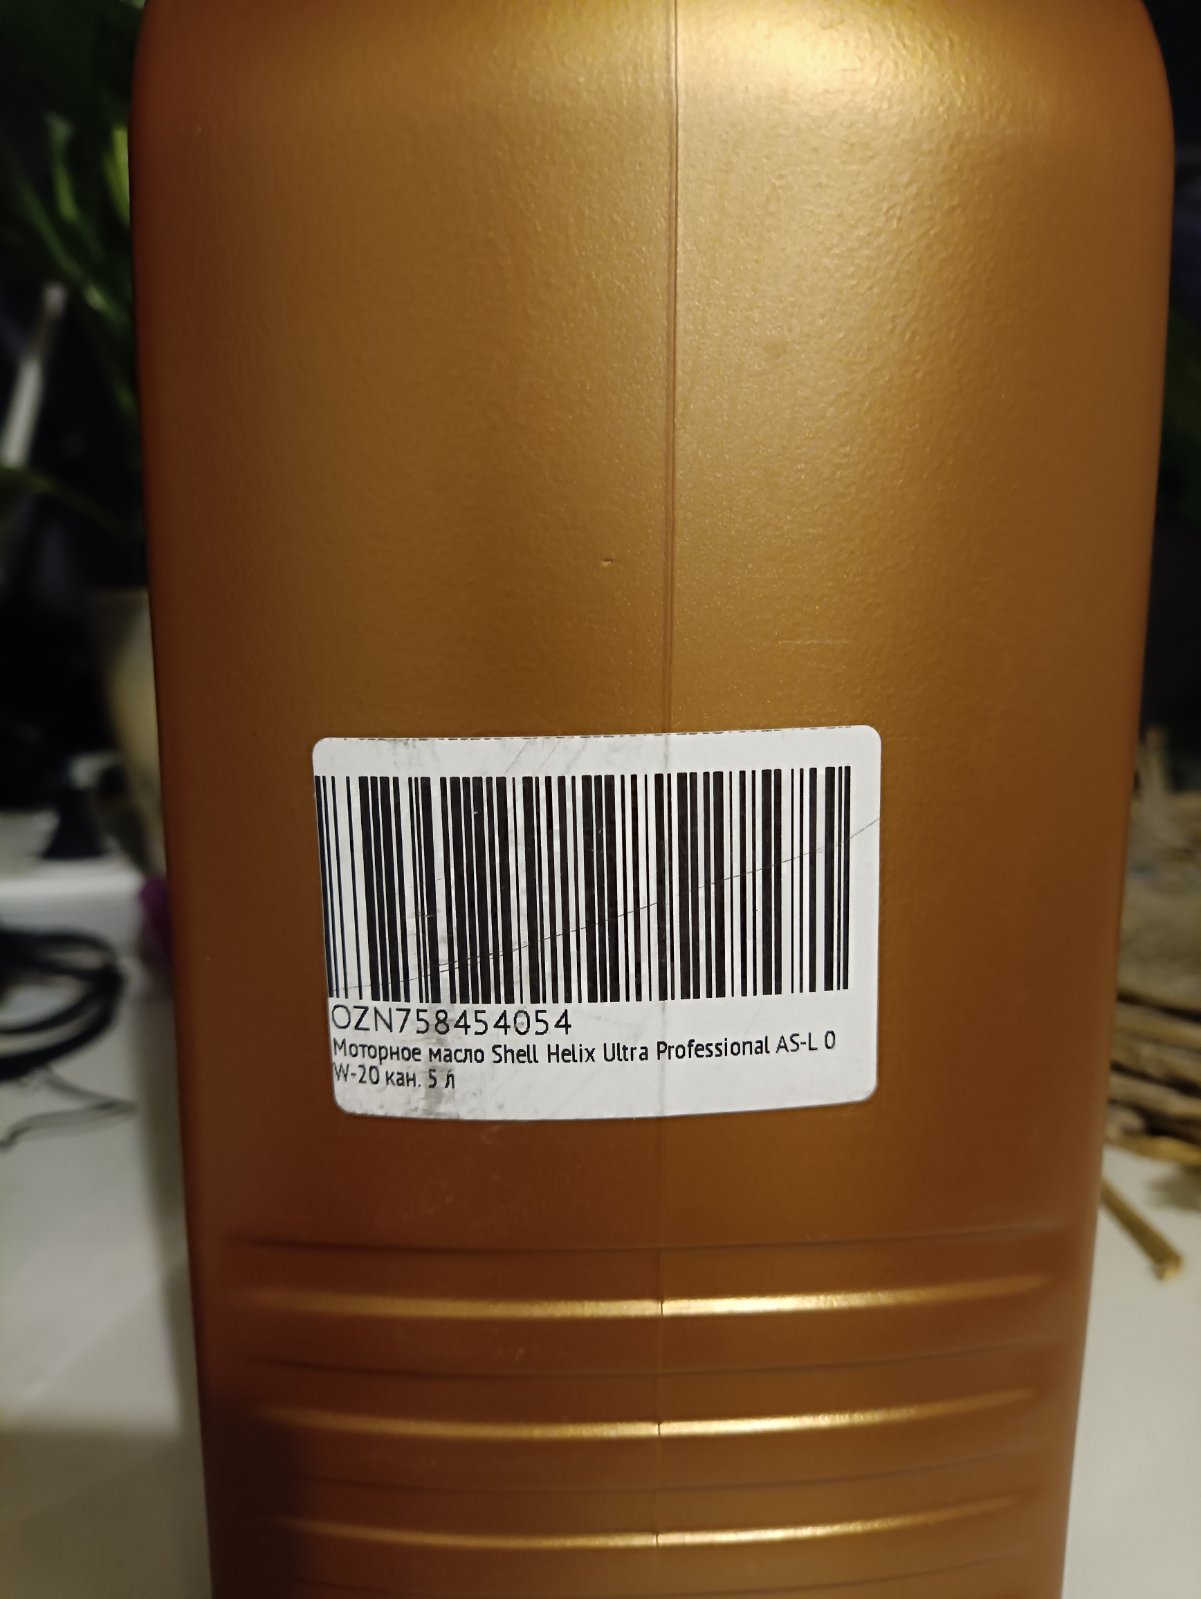 OZN758454054
Моторное масло Shell Helix Ultra Professional AS-L 0
W-20 кан. 5 л